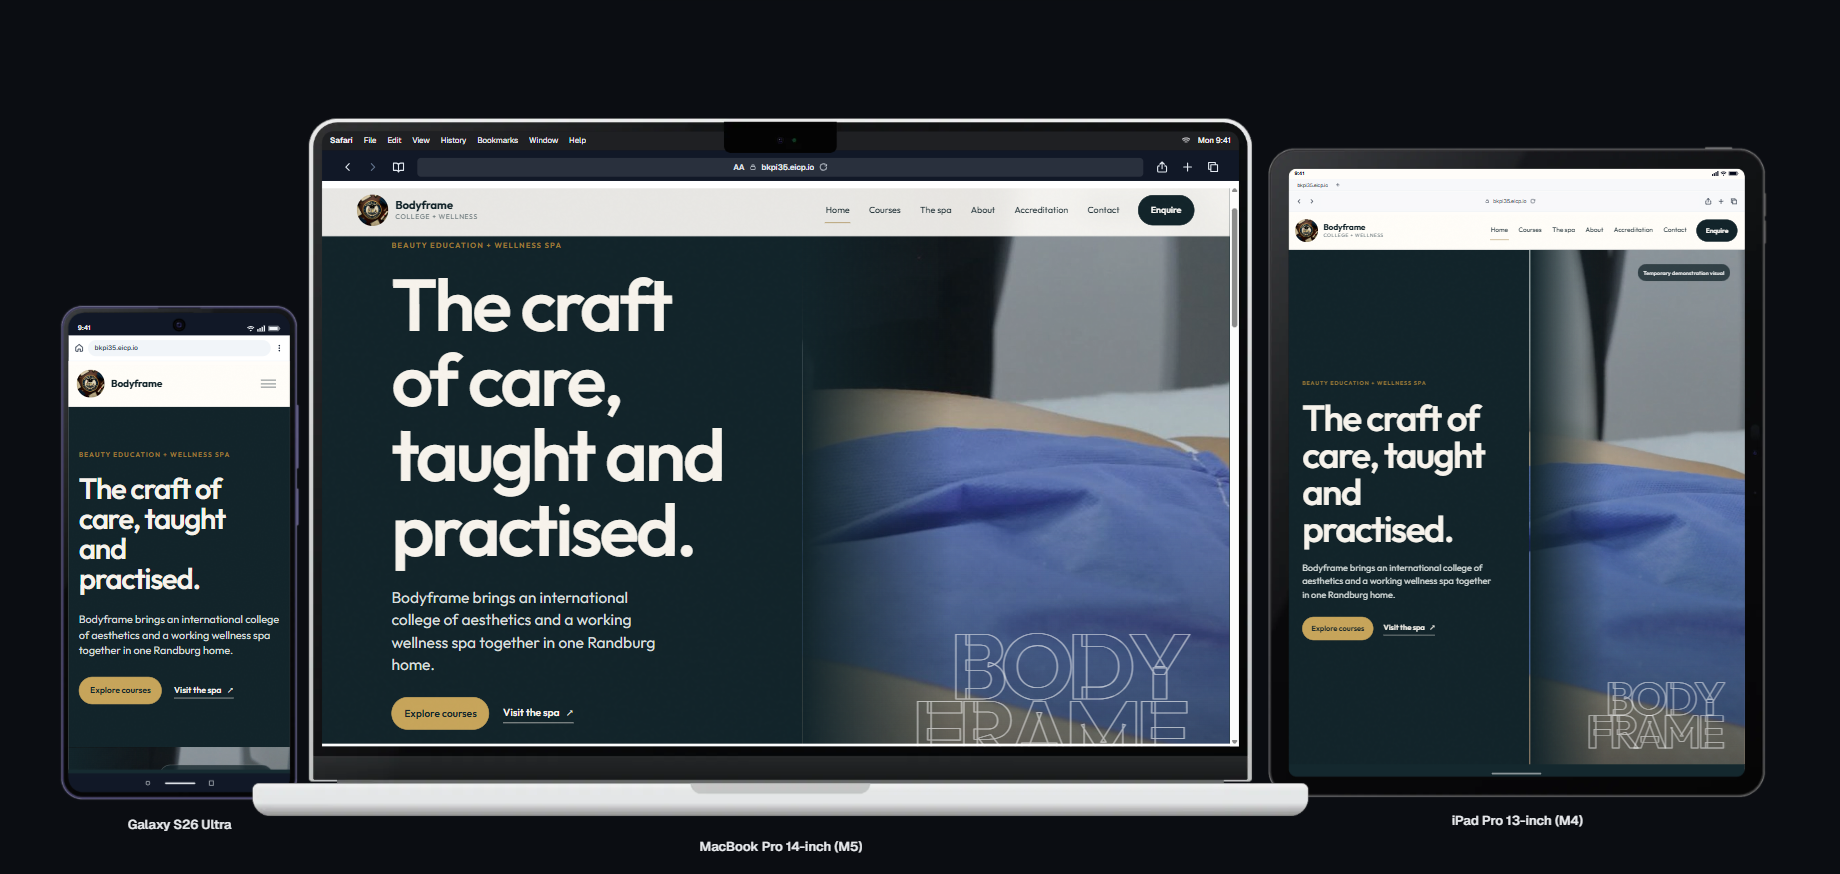 Safari File Edit View History Bookmarks Window Help
Mon 9:41
AA bkpi35.eicp.io
Bodyframe
COLLEGE + WELLNESS
Home Courses The spa About Accreditation Contact Enquire
BEAUTY EDUCATION + WELLNESS SPA
The craft
of care,
taught and
practised.
Bodyframe brings an international
college of aesthetics and a working
wellness spa together in one Randburg
home.
Explore courses Visit the spa ↗
BODY
FRAME
MacBook Pro 14-inch (M5)
9:41
bkpi35.eicp.io
Bodyframe
BEAUTY EDUCATION + WELLNESS SPA
The craft of
care, taught
and
practised.
Bodyframe brings an international college
of aesthetics and a working wellness spa
together in one Randburg home.
Explore courses Visit the spa ↗
Galaxy S26 Ultra
9:41
bkpi35.eicp.io +
bkpi35.eicp.io
Bodyframe
COLLEGE + WELLNESS
Home Courses The spa About Accreditation Contact Enquire
Temporary demonstration visual
BEAUTY EDUCATION + WELLNESS SPA
The craft of
care, taught
and
practised.
Bodyframe brings an international college of
aesthetics and a working wellness spa together
in one Randburg home.
Explore courses Visit the spa ↗
BODY
FRAME
iPad Pro 13-inch (M4)